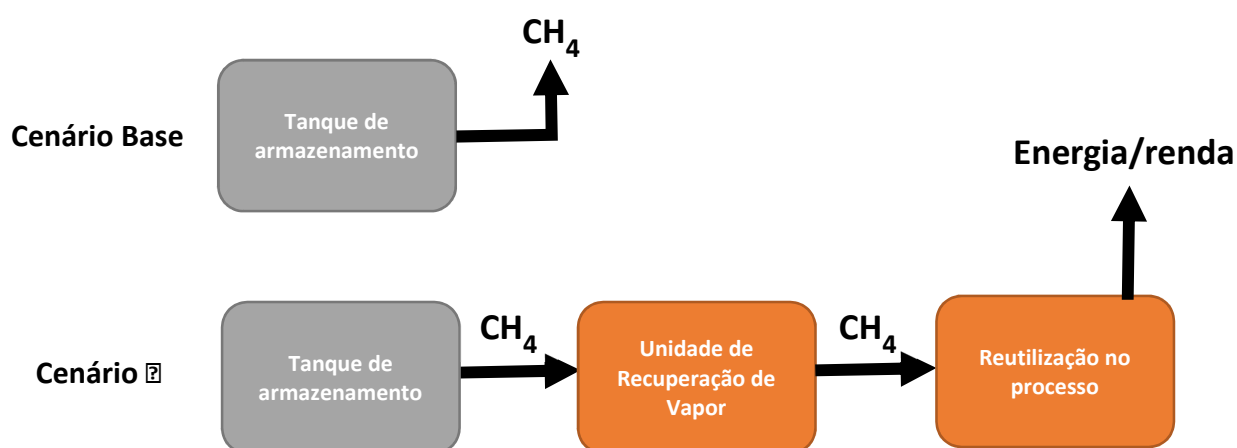 CH₄
Tanque de
armazenamento
Cenário Base
Energia/renda
CH₄
CH₄
Tanque de
armazenamento
Unidade de
Recuperação de
Vapor
Reutilização no
processo
Cenário